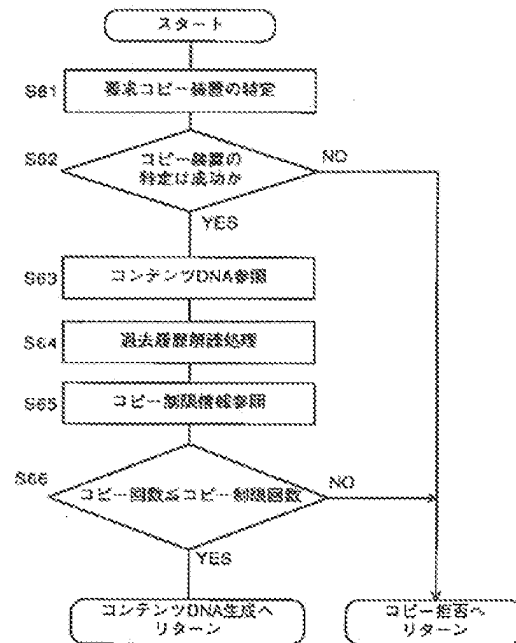 スタート
S61
要求コピー装置の特定
S62
コピー装置の
特定は成功か
NO
YES
S63
コンテンツDNA参照
S64
過去履歴解読処理
S65
コピー制限情報参照
S66
コピー回数≦コピー制限回数
NO
YES
コンテンツDNA生成へ
リターン
コピー拒否へ
リターン